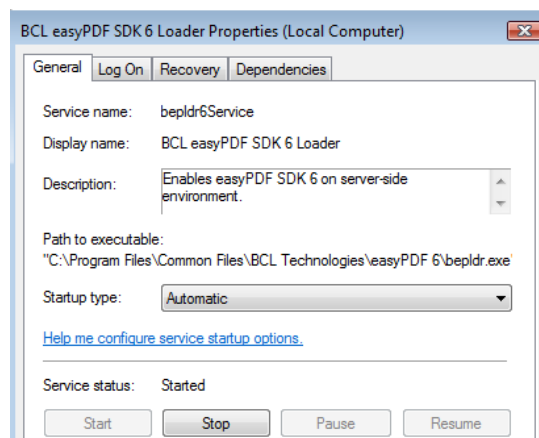 BCL easyPDF SDK 6 Loader Properties (Local Computer)
General Log On Recovery Dependencies
Service name: bepldr6Service
Display name: BCL easyPDF SDK 6 Loader
Description: Enables easyPDF SDK 6 on server-side
environment.
Path to executable:
"C:\Program Files\Common Files\BCL Technologies\easyPDF 6\bepldr.exe"
Startup type: Automatic
Help me configure service startup options.
Service status: Started
Start Stop Pause Resume